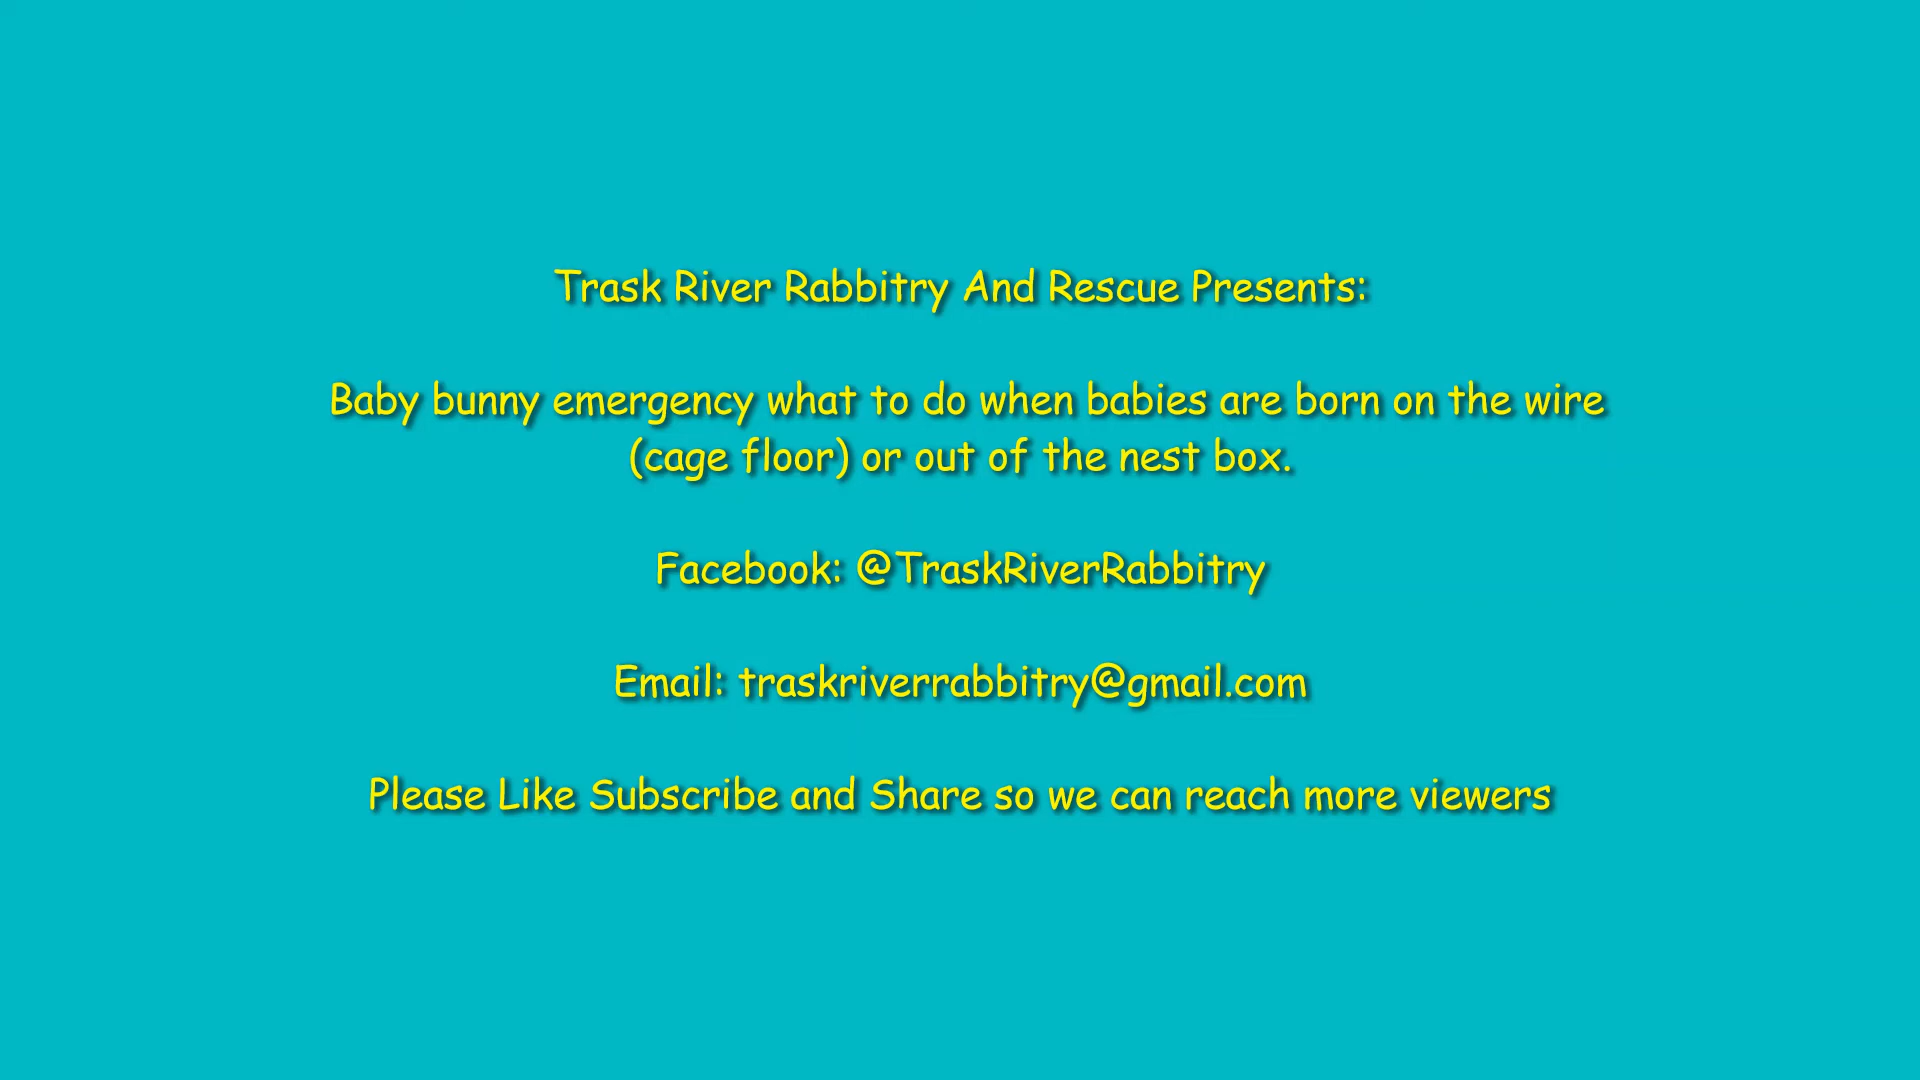 Trask River Rabbitry And Rescue Presents:
Baby bunny emergency what to do when babies are born on the wire
(cage floor) or out of the nest box.
Facebook: @TraskRiverRabbitry
Email: traskriverrabbitry@gmail.com
Please Like Subscribe and Share so we can reach more viewers